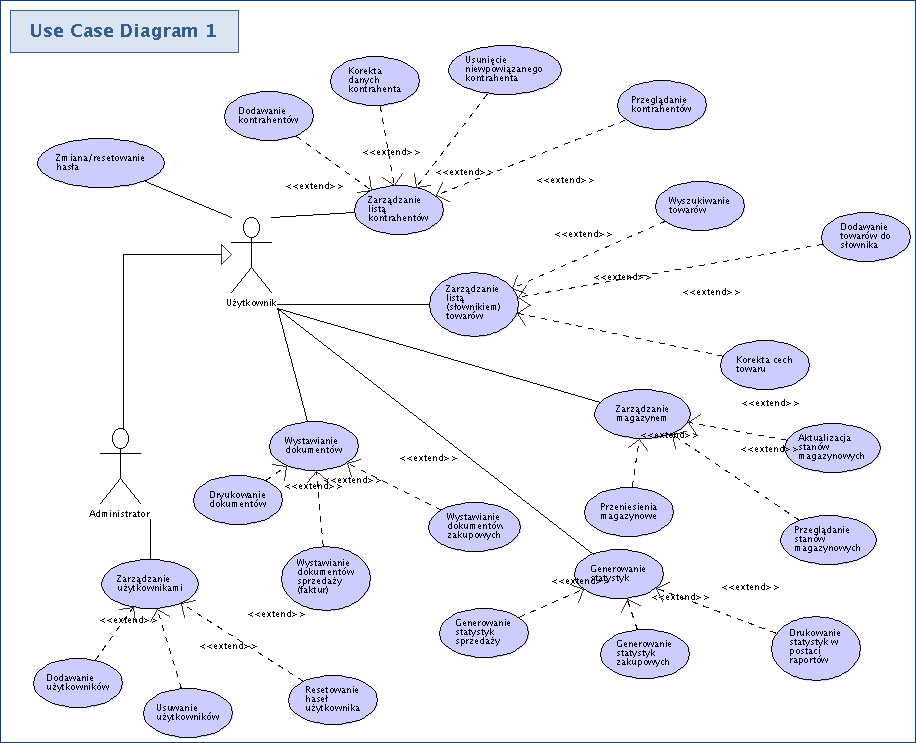 Use Case Diagram 1
Usunięcie
niewpowiązanego
kontrahenta
Korekta
danych
kontrahenta
Przeglądanie
kontrahentów
Dodawanie
kontrahentów
<<extend>>
Zmiana/resetowanie
hasła
<<extend>>
<<extend>>
<<extend>>
Zarządzanie
listą
kontrahentów
Wyszukiwanie
towarów
Dodawanie
towarów do
słownika
<<extend>>
<<extend>>
<<extend>>
Zarządzanie
listą
(słownikiem)
towarów
Użytkownik
Korekta cech
towaru
<<extend>>
Zarządzanie
magazynem
<<extend>>
Aktualizacja
stanów
magazynowych
<<extend>>
Wystawianie
dokumentów
<<extend>>
<<extend>>
<<extend>>
Dryukowanie
dokumentów
Przeniesienia
magazynowe
Administrator
Wystawianie
dokumentów
zakupowych
Przeglądanie
stanów
magazynowych
Wystawianie
dokumentów
sprzedaży
(faktur)
Generowanie
statystyk
<<extend>>
<<extend>>
<<extend>>
Zarządzanie
użytkownikami
<<extend>>
<<extend>>
<<extend>>
Generowanie
statystyk
sprzedaży
Generowanie
statystyk
zakupowych
Drukowanie
statystyk w
postaci
raportów
Dodawanie
użytkowników
Usuwanie
użytkowników
Resetowanie
haseł
użytkownika